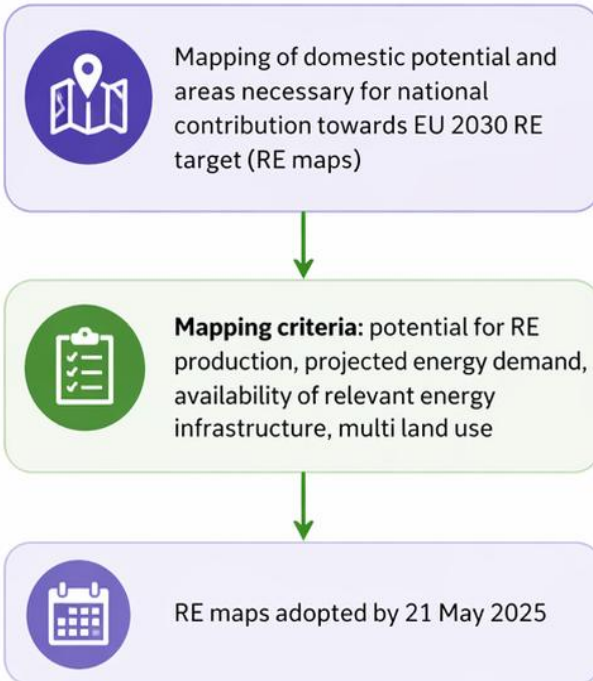 Mapping of domestic potential and
areas necessary for national
contribution towards EU 2030 RE
target (RE maps)
Mapping criteria: potential for RE
production, projected energy demand,
availability of relevant energy
infrastructure, multi land use
RE maps adopted by 21 May 2025